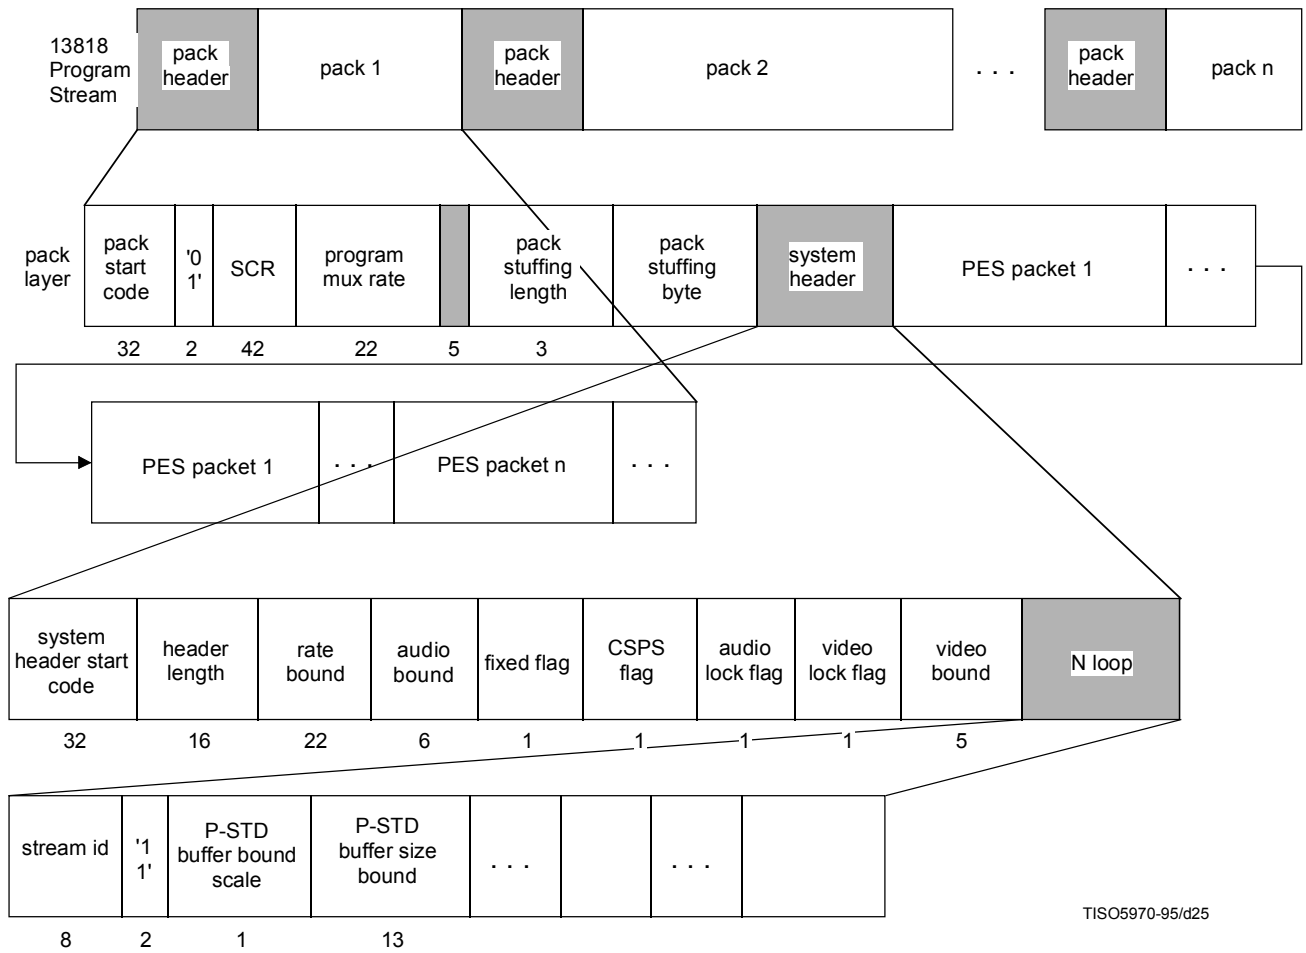 13818
Program
Stream
pack
header
pack 1
pack
header
pack 2
. . .
pack
header
pack n
pack
layer
pack
start
code
'0
1'
SCR
program
mux rate
pack
stuffing
length
pack
stuffing
byte
system
header
PES packet 1
. . .
32
2
42
22
5
3
PES packet 1
. . .
PES packet n
. . .
system
header start
code
header
length
rate
bound
audio
bound
fixed flag
CSPS
flag
audio
lock flag
video
lock flag
video
bound
N loop
32
16
22
6
1
1
1
1
5
stream id
'1
1'
P-STD
buffer bound
scale
P-STD
buffer size
bound
. . .
. . .
8
2
1
13
TISO5970-95/d25